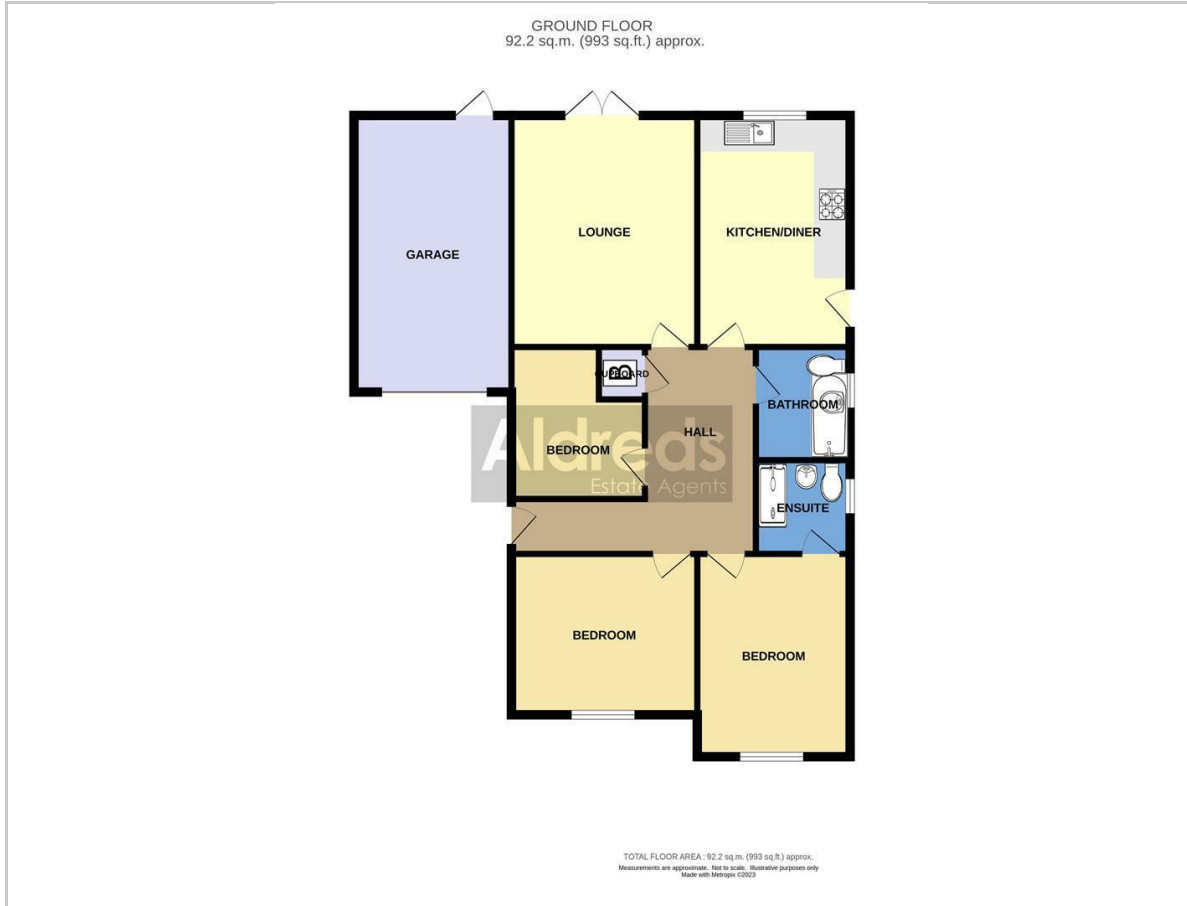 GROUND FLOOR
92.2 sq.m. (993 sq.ft.) approx.
GARAGE
LOUNGE
KITCHEN/DINER
B
CUPBOARD
BATHROOM
HALL
BEDROOM
Aldreds
Estate Agents
ENSUITE
BEDROOM
BEDROOM
TOTAL FLOOR AREA : 92.2 sq.m. (993 sq.ft.) approx.
Measurements are approximate. Not to scale. Illustrative purposes only
Made with Metropix ©2023